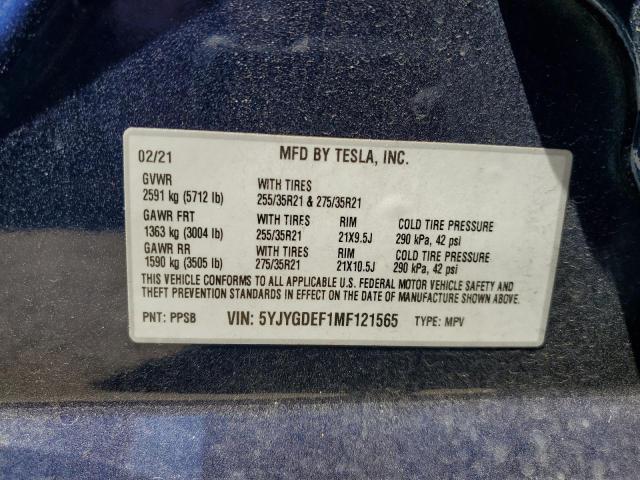 02/21 MFD BY TESLA, INC.
GVWR WITH TIRES
2591 kg (5712 lb) 255/35R21 & 275/35R21
GAWR FRT WITH TIRES RIM COLD TIRE PRESSURE
1363 kg (3004 lb) 255/35R21 21X9.5J 290 kPa, 42 psi
GAWR RR WITH TIRES RIM COLD TIRE PRESSURE
1590 kg (3505 lb) 275/35R21 21X10.5J 290 kPa, 42 psi
THIS VEHICLE CONFORMS TO ALL APPLICABLE U.S. FEDERAL MOTOR VEHICLE SAFETY AND
THEFT PREVENTION STANDARDS IN EFFECT ON THE DATE OF MANUFACTURE SHOWN ABOVE.
PNT: PPSB VIN: 5YJYGDEF1MF121565 TYPE: MPV